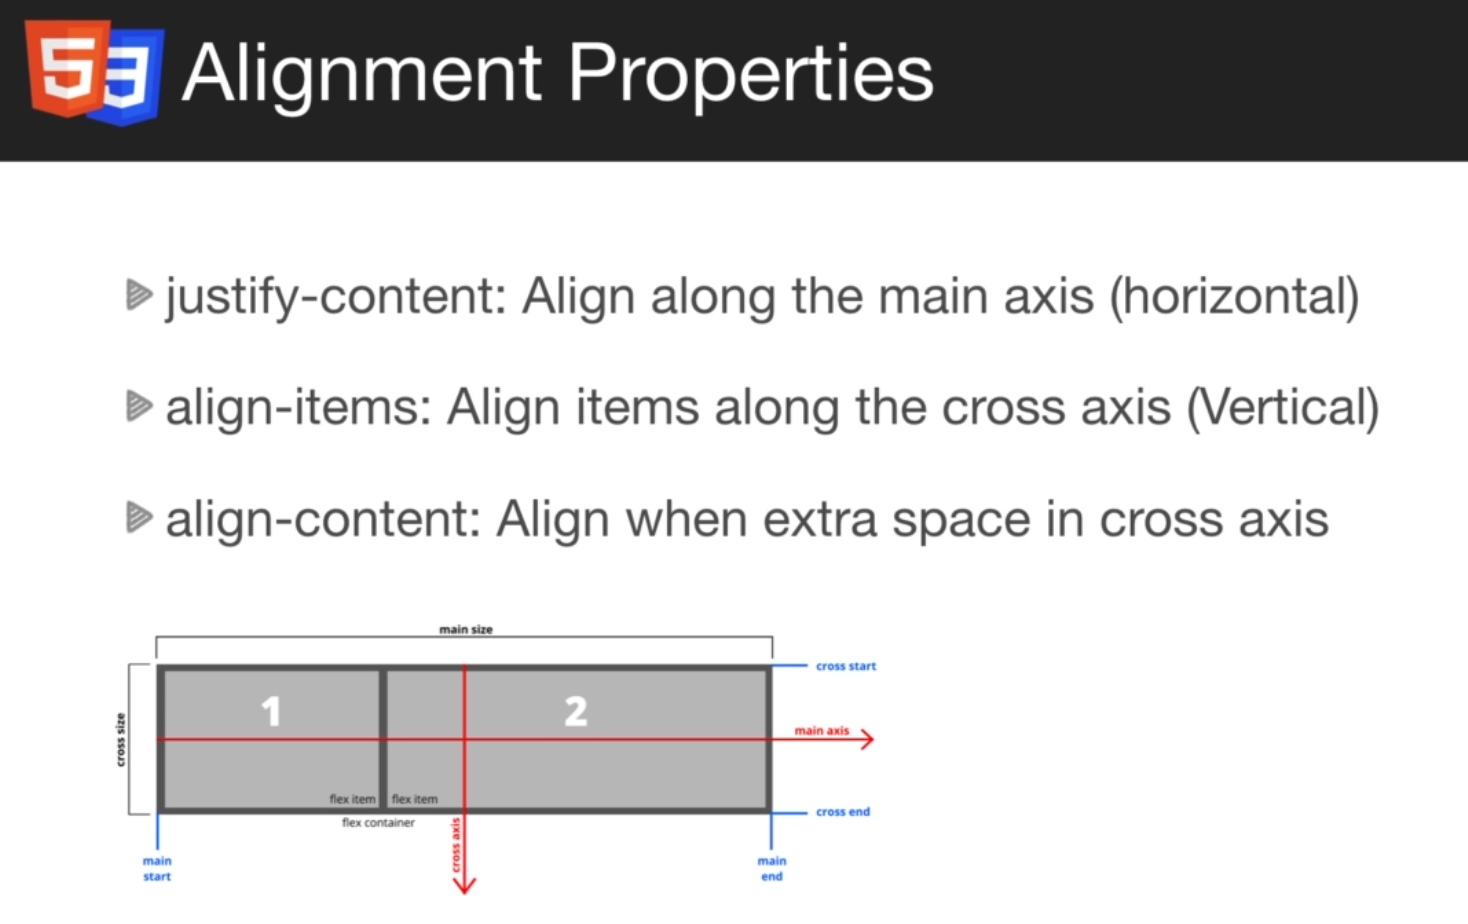 5 3 Alignment Properties
justify-content: Align along the main axis (horizontal)
align-items: Align items along the cross axis (Vertical)
align-content: Align when extra space in cross axis
main size
cross start
cross size
1
2
main axis
flex item
flex item
cross end
flex container
cross axis
main
start
main
end